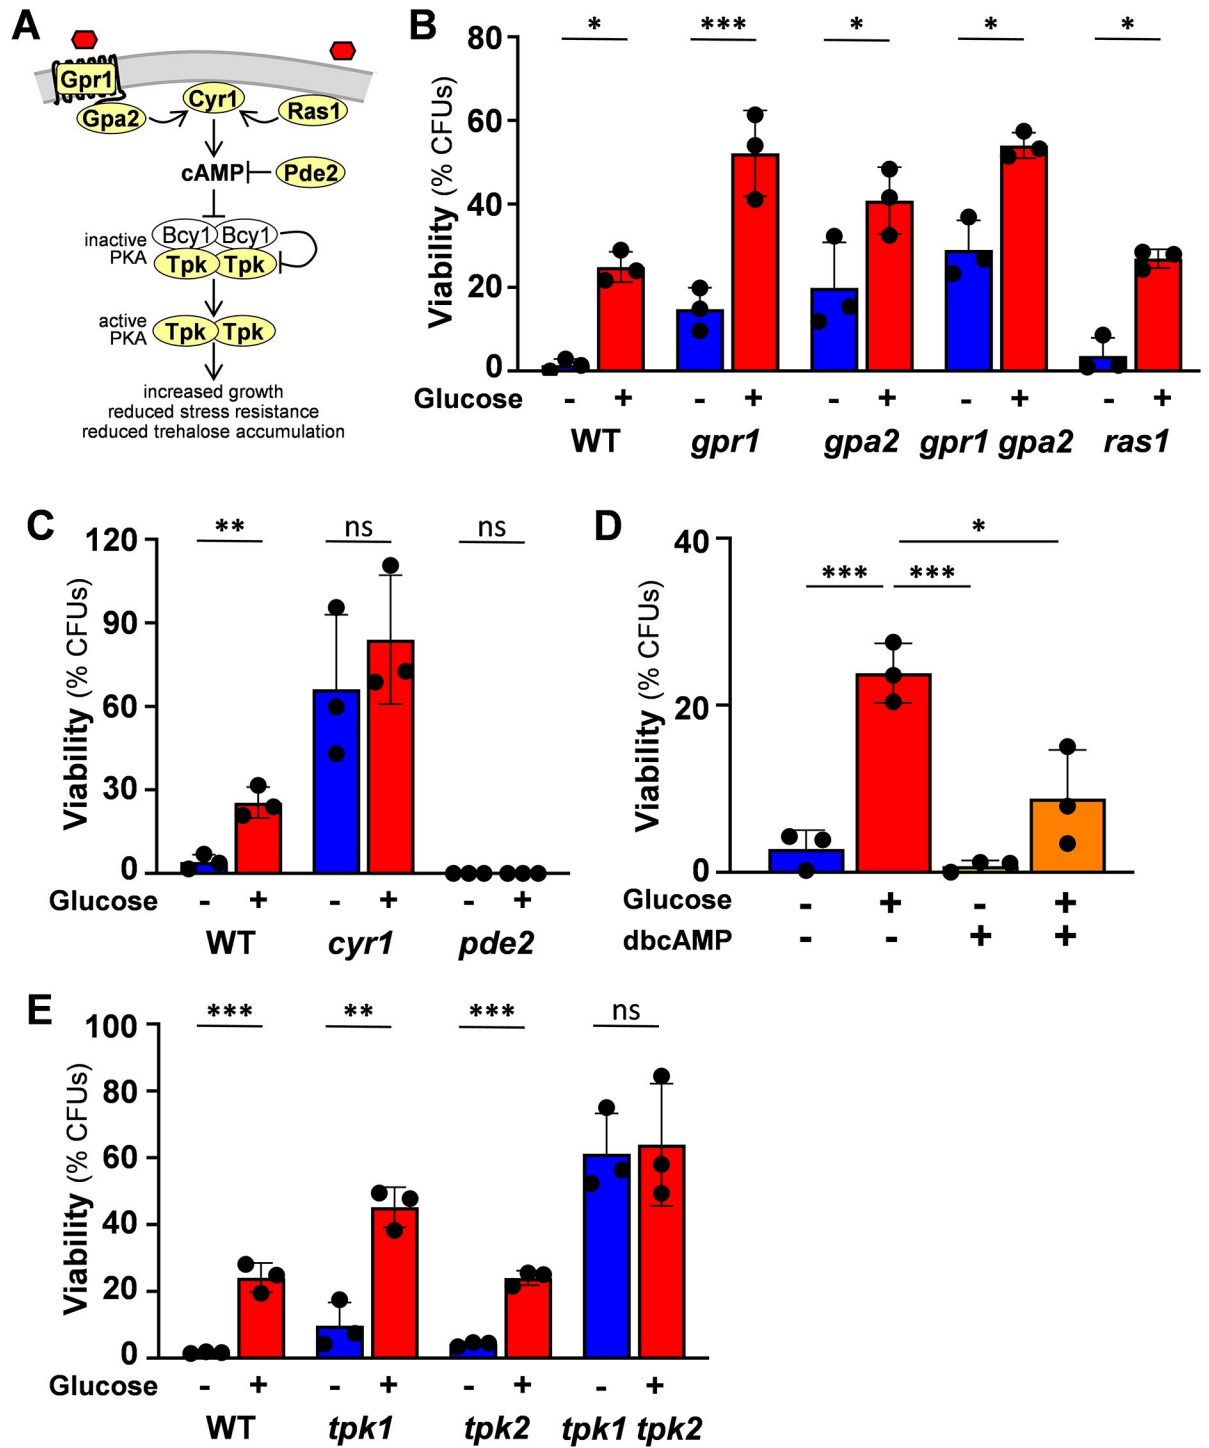 A
Gpr1
Gpa2
Cyr1
Ras1
cAMP
Pde2
inactive
PKA
Bcy1 Bcy1
Tpk Tpk
active
PKA
Tpk Tpk
increased growth
reduced stress resistance
reduced trehalose accumulation
B
* *** * * *
Viability (% CFUs)
80
60
40
20
0
Glucose - + - + - + - + - +
WT gpr1 gpa2 gpr1 gpa2 ras1
C
** ns ns
Viability (% CFUs)
120
90
60
30
0
Glucose - + - + - +
WT cyr1 pde2
D
*
*** ***
Viability (% CFUs)
40
20
0
Glucose - + - +
dbcAMP - - + +
E
*** ** *** ns
Viability (% CFUs)
100
80
60
40
20
0
Glucose - + - + - + - +
WT tpk1 tpk2 tpk1 tpk2